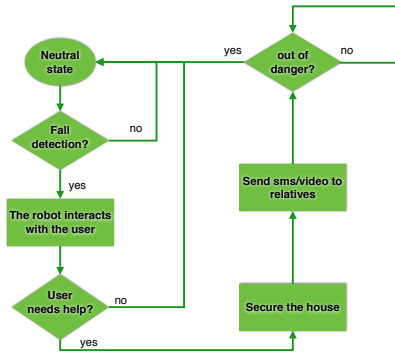 Neutral
state
yes
out of
danger?
no
Fall
detection?
no
yes
The robot interacts
with the user
Send sms/video to
relatives
User
needs help?
no
yes
Secure the house